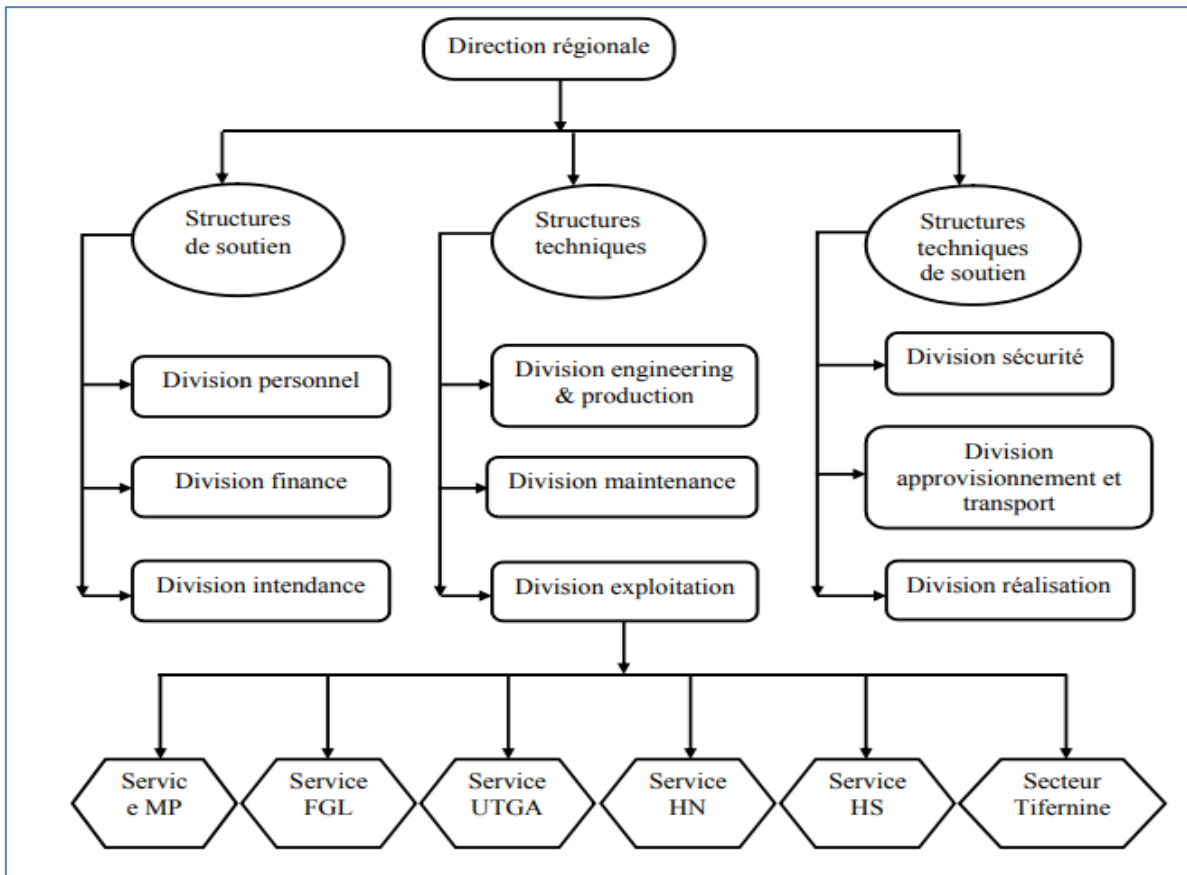 Direction régionale
Structures
de soutien
Structures
techniques
Structures
techniques
de soutien
Division personnel
Division engineering
& production
Division sécurité
Division finance
Division maintenance
Division
approvisionnement et
transport
Division intendance
Division exploitation
Division réalisation
Servic
e MP
Service
FGL
Service
UTGA
Service
HN
Service
HS
Secteur
Tifernine